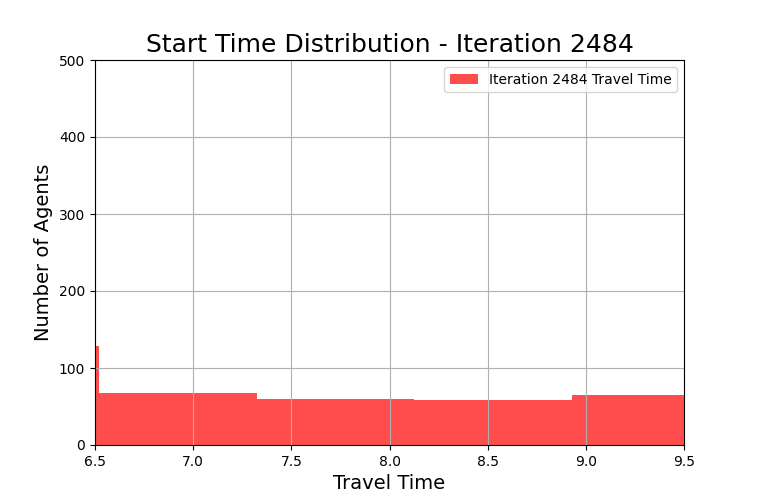 Start Time Distribution - Iteration 2484
Iteration 2484 Travel Time
500
400
300
200
100
0
Number of Agents
6.5 7.0 7.5 8.0 8.5 9.0 9.5
Travel Time